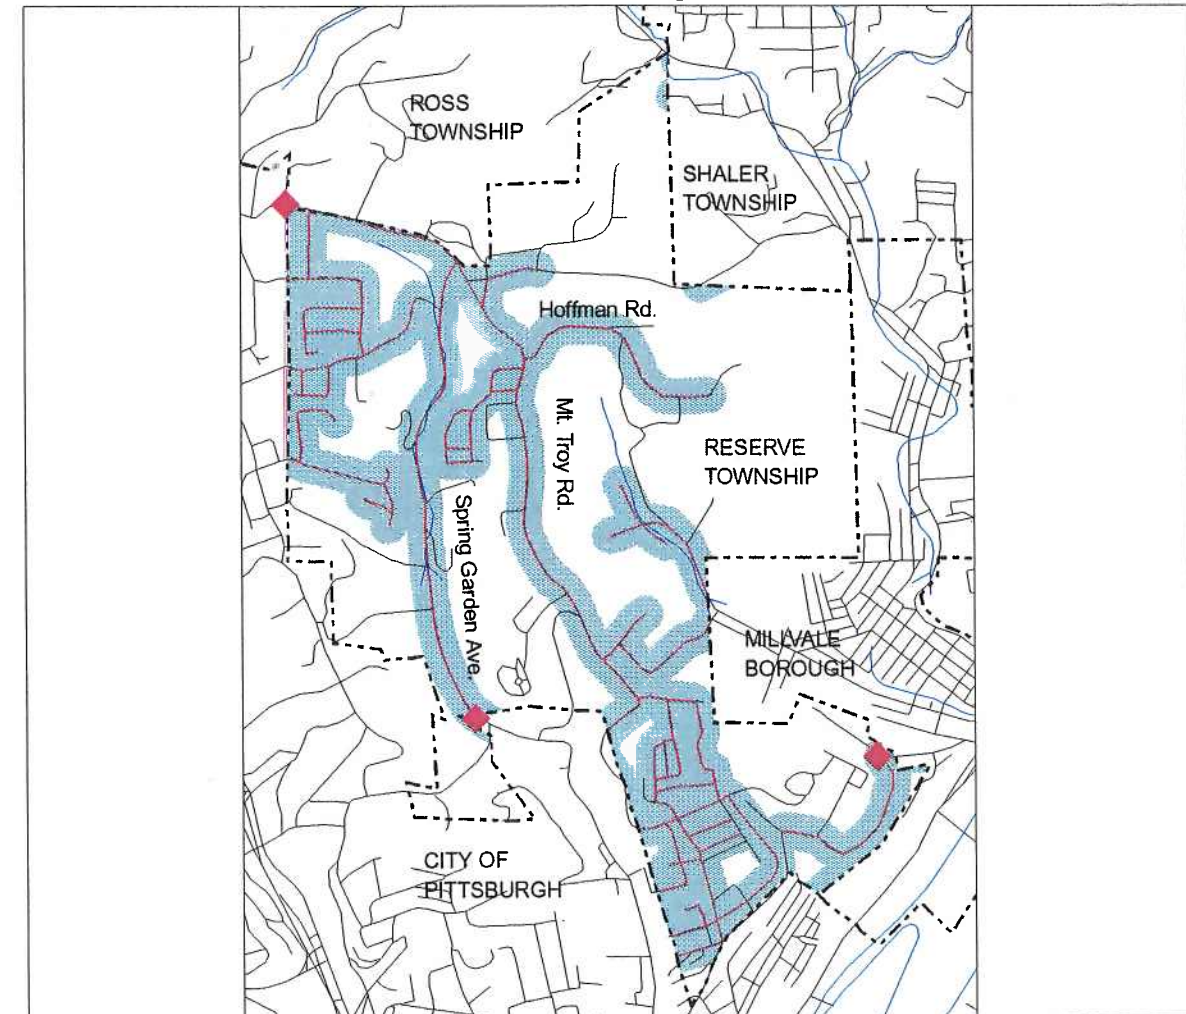 ROSS
TOWNSHIP
SHALER
TOWNSHIP
Hoffman Rd.
Mt. Troy Rd.
RESERVE
TOWNSHIP
Spring Garden Ave.
MILLVALE
BOROUGH
CITY OF
PITTSBURGH